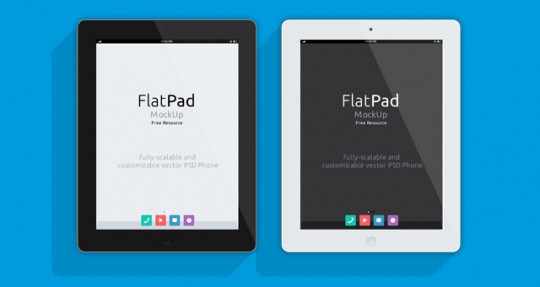 FlatPad
MockUp
Free Resource
Fully-scalable and
customizable vector PSD Phone
FlatPad
MockUp
Free Resource
Fully-scalable and
customizable vector PSD Phone